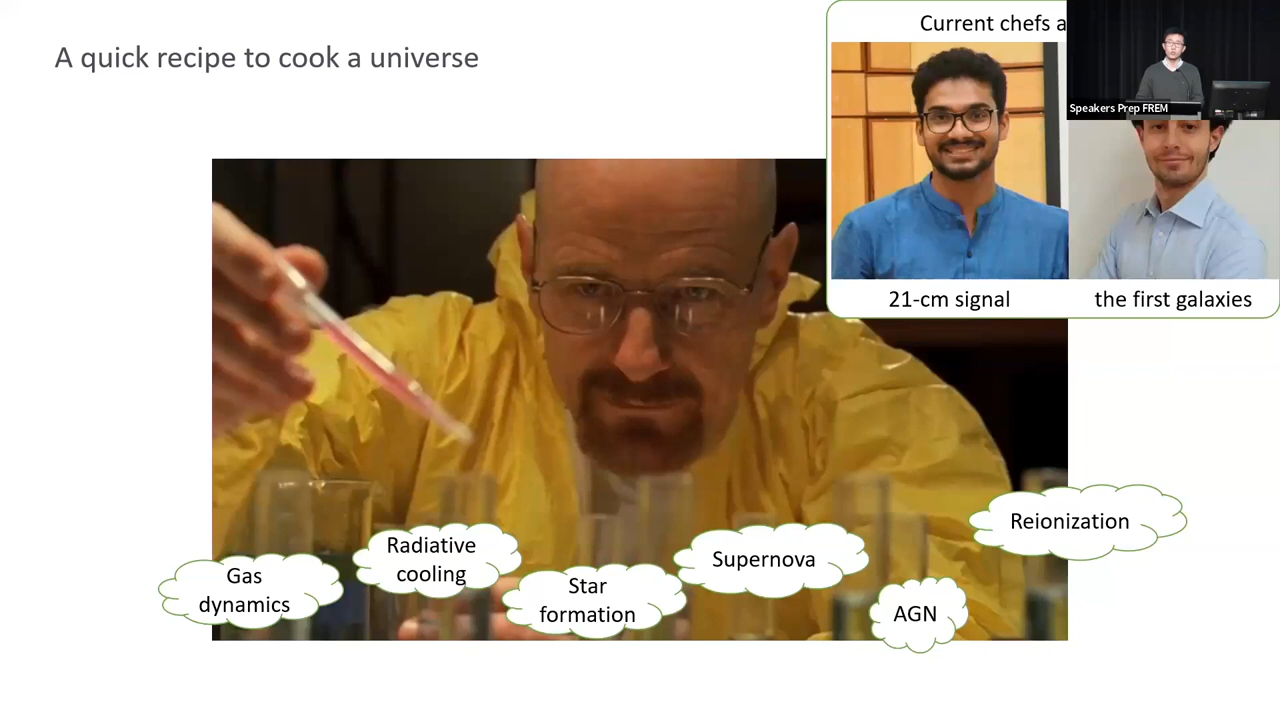 A quick recipe to cook a universe
Current chefs a
Speakers Prep FREM
21-cm signal
the first galaxies
Gas
dynamics
Radiative
cooling
Star
formation
Supernova
AGN
Reionization